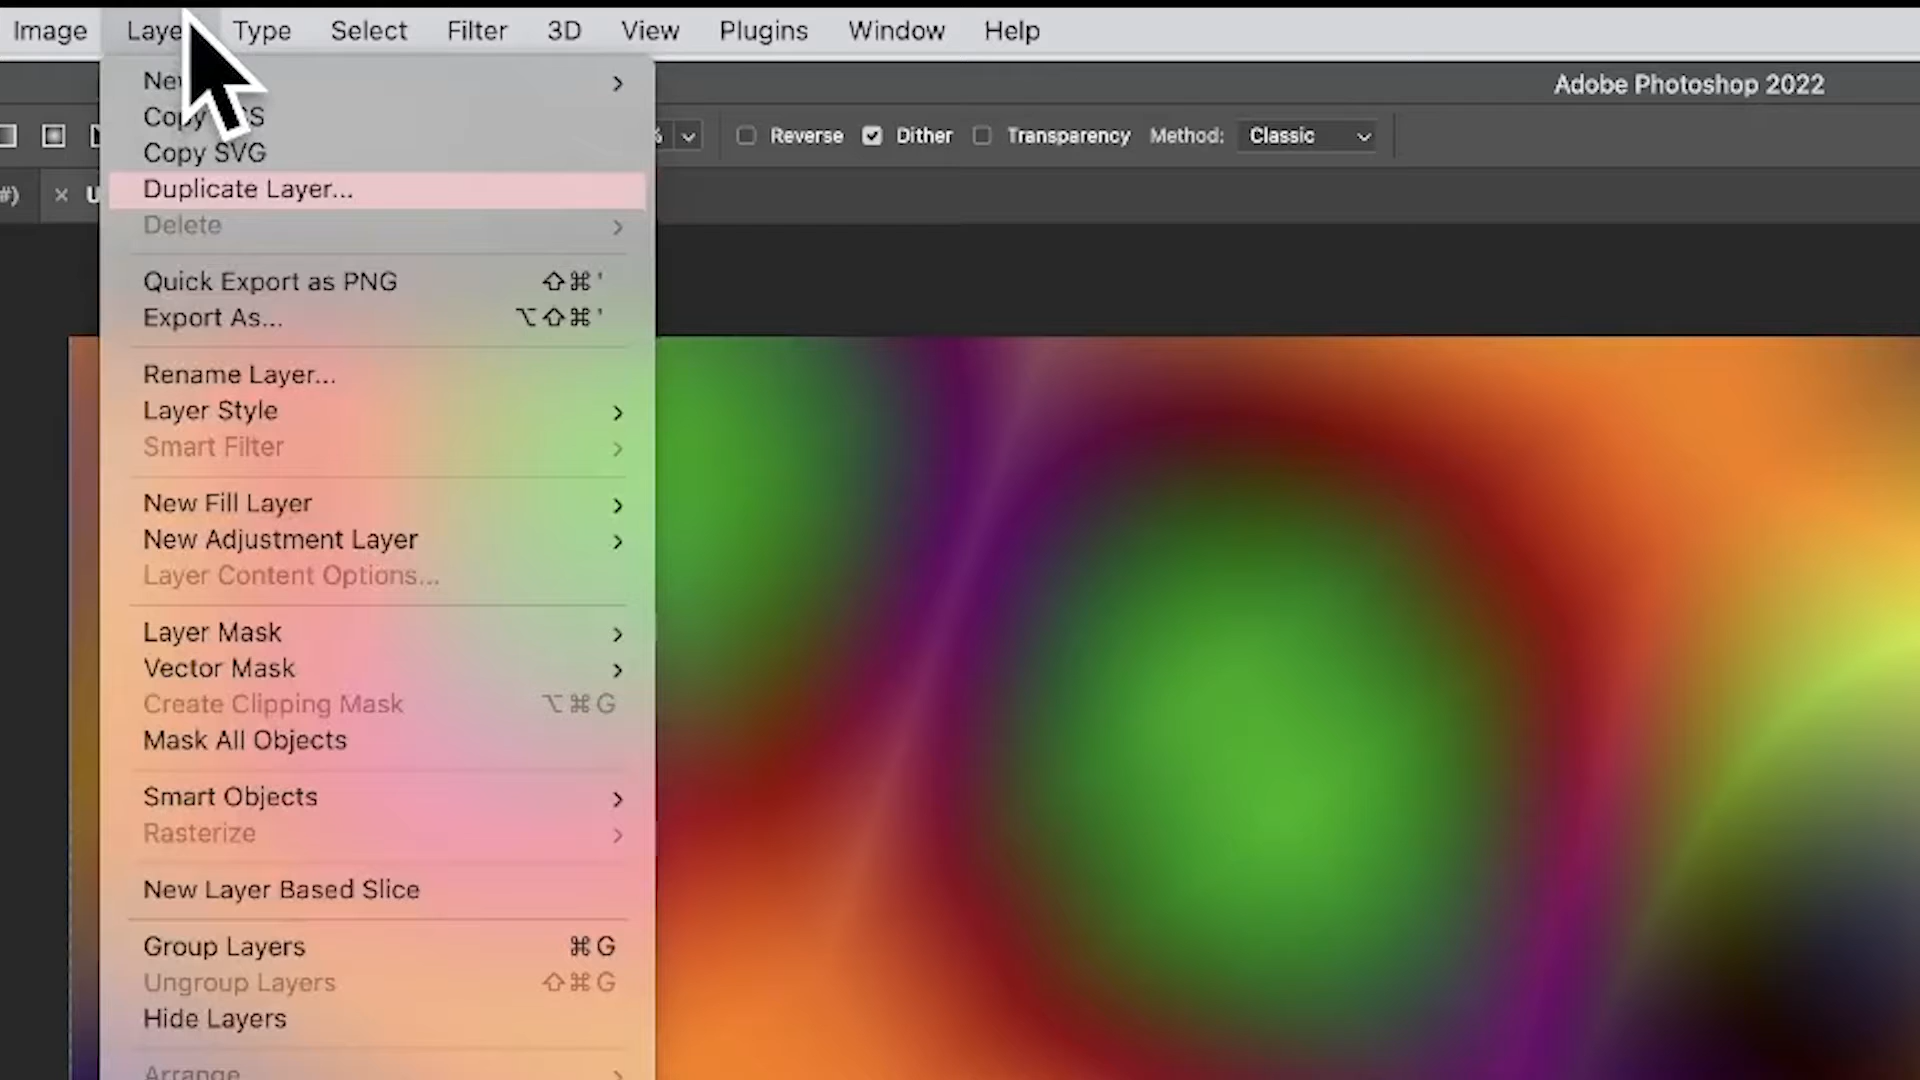 Image Laye Type Select Filter 3D View Plugins Window Help
Adobe Photoshop 2022
% Reverse Dither Transparency Method: Classic
#) × U
Ne
Copy S
Copy SVG
Duplicate Layer...
Delete
Quick Export as PNG ⇧⌘'
Export As... ⌥⇧⌘'
Rename Layer...
Layer Style
Smart Filter
New Fill Layer
New Adjustment Layer
Layer Content Options...
Layer Mask
Vector Mask
Create Clipping Mask ⌥⌘G
Mask All Objects
Smart Objects
Rasterize
New Layer Based Slice
Group Layers ⌘G
Ungroup Layers ⇧⌘G
Hide Layers
Arrange